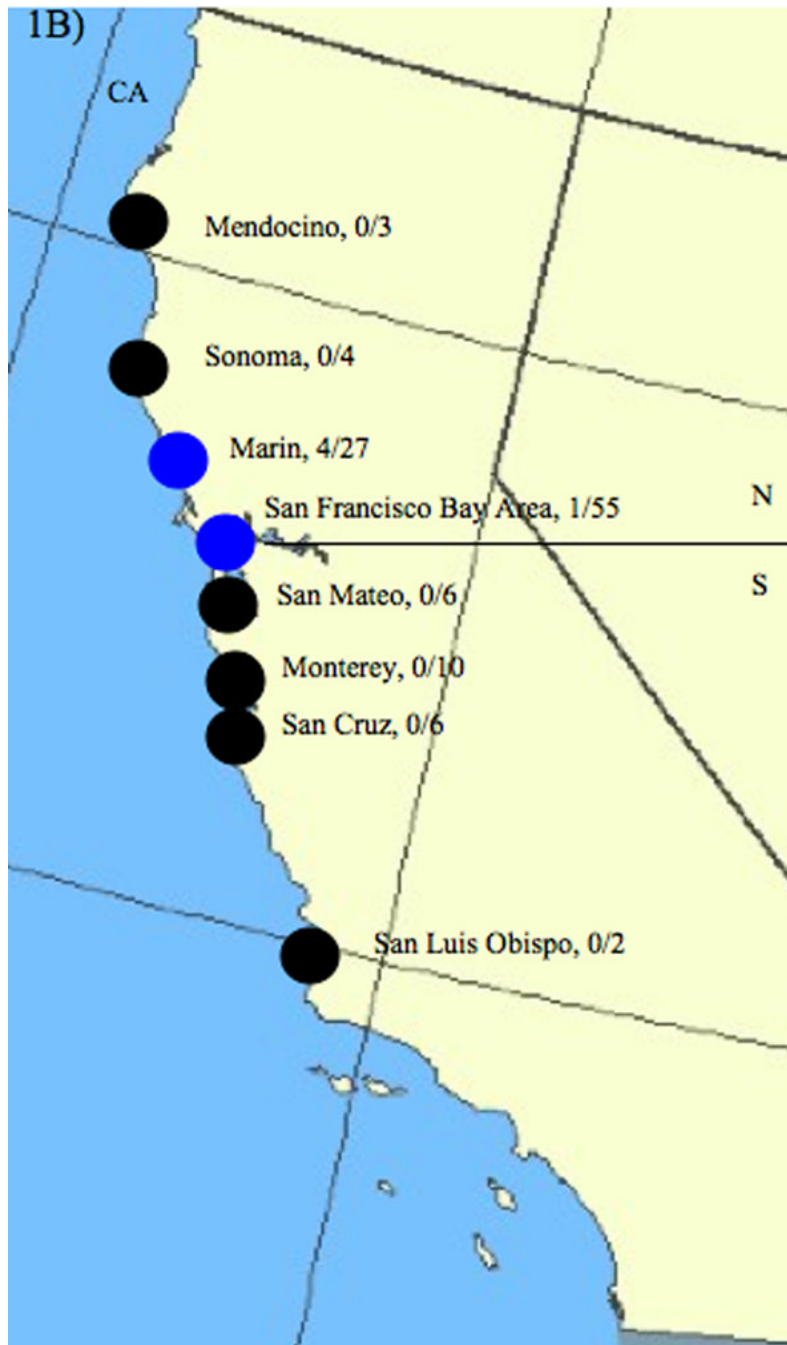 1B)
CA
Mendocino, 0/3
Sonoma, 0/4
Marin, 4/27
N
San Francisco Bay Area, 1/55
S
San Mateo, 0/6
Monterey, 0/10
San Cruz, 0/6
San Luis Obispo, 0/2